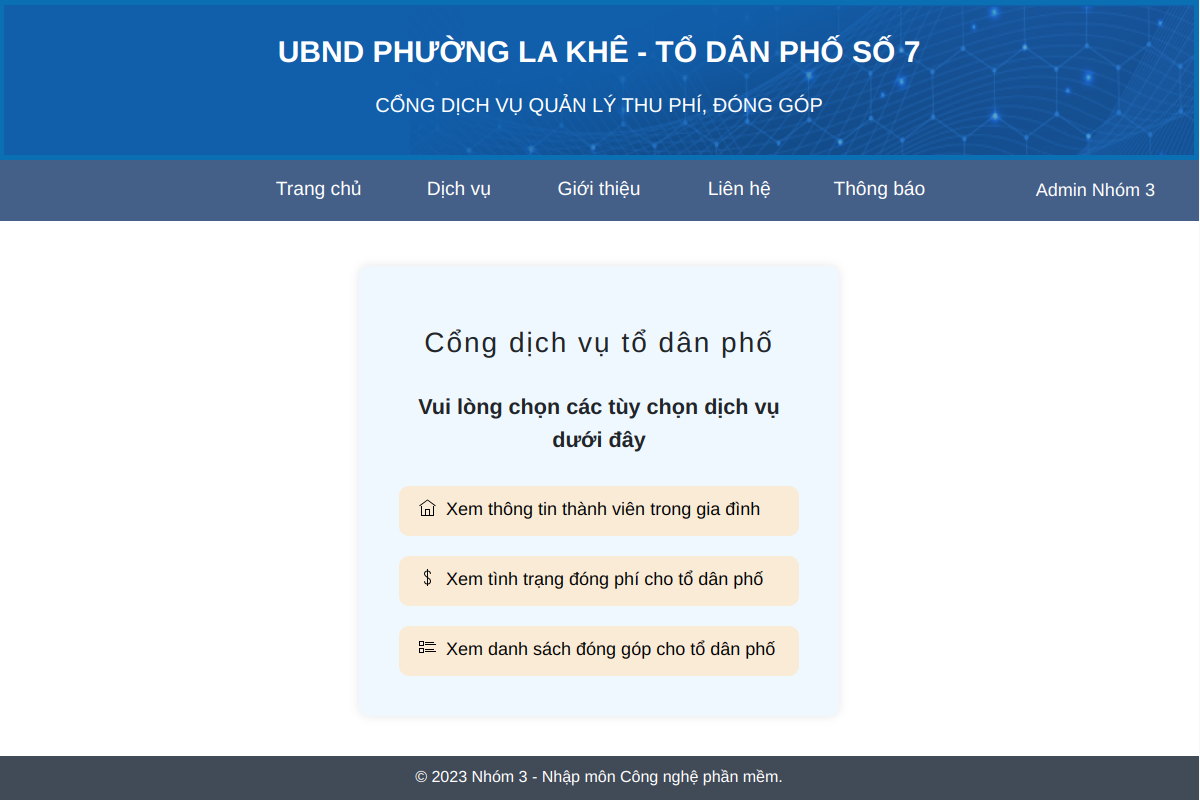 UBND PHƯỜNG LA KHÊ - TỔ DÂN PHỐ SỐ 7
CỔNG DỊCH VỤ QUẢN LÝ THU PHÍ, ĐÓNG GÓP
Trang chủ Dịch vụ Giới thiệu Liên hệ Thông báo Admin Nhóm 3
Cổng dịch vụ tổ dân phố
Vui lòng chọn các tùy chọn dịch vụ
dưới đây
Xem thông tin thành viên trong gia đình
Xem tình trạng đóng phí cho tổ dân phố
Xem danh sách đóng góp cho tổ dân phố
© 2023 Nhóm 3 - Nhập môn Công nghệ phần mềm.